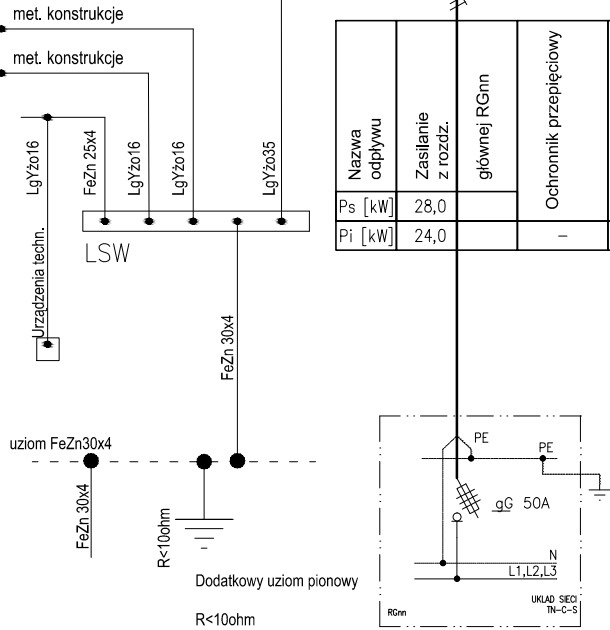 met. konstrukcje
met. konstrukcje
LgYżo16
FeZn 25x4
LgYżo16
LgYżo16
LgYżo35
LSW
Urządzenia techn.
FeZn 30x4
uziom FeZn30x4
FeZn 30x4
R<10ohm
Dodatkowy uziom pionowy
R<10ohm
Nazwa
odpływu
Zasilanie
z rozdz.
głównej RGnn
Ochronnik przepięciowy
Ps [kW] 28,0
Pi [kW] 24,0 –
PE
PE
gG 50A
N
L1,L2,L3
UKLAD SIECI
TN-C-S
RGnn